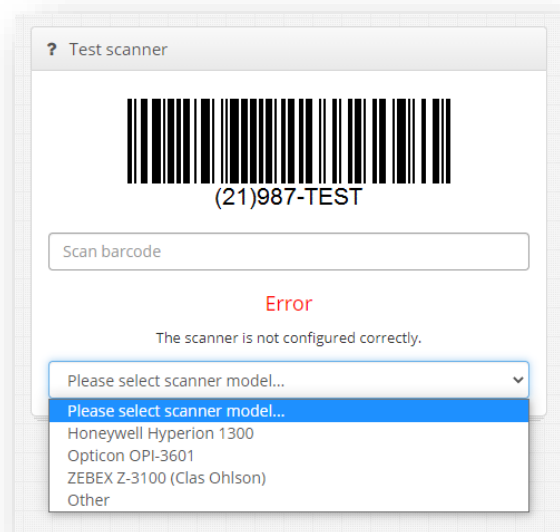 ? Test scanner
(21)987-TEST
Scan barcode
Error
The scanner is not configured correctly.
Please select scanner model...
Please select scanner model...
Honeywell Hyperion 1300
Opticon OPI-3601
ZEBEX Z-3100 (Clas Ohlson)
Other